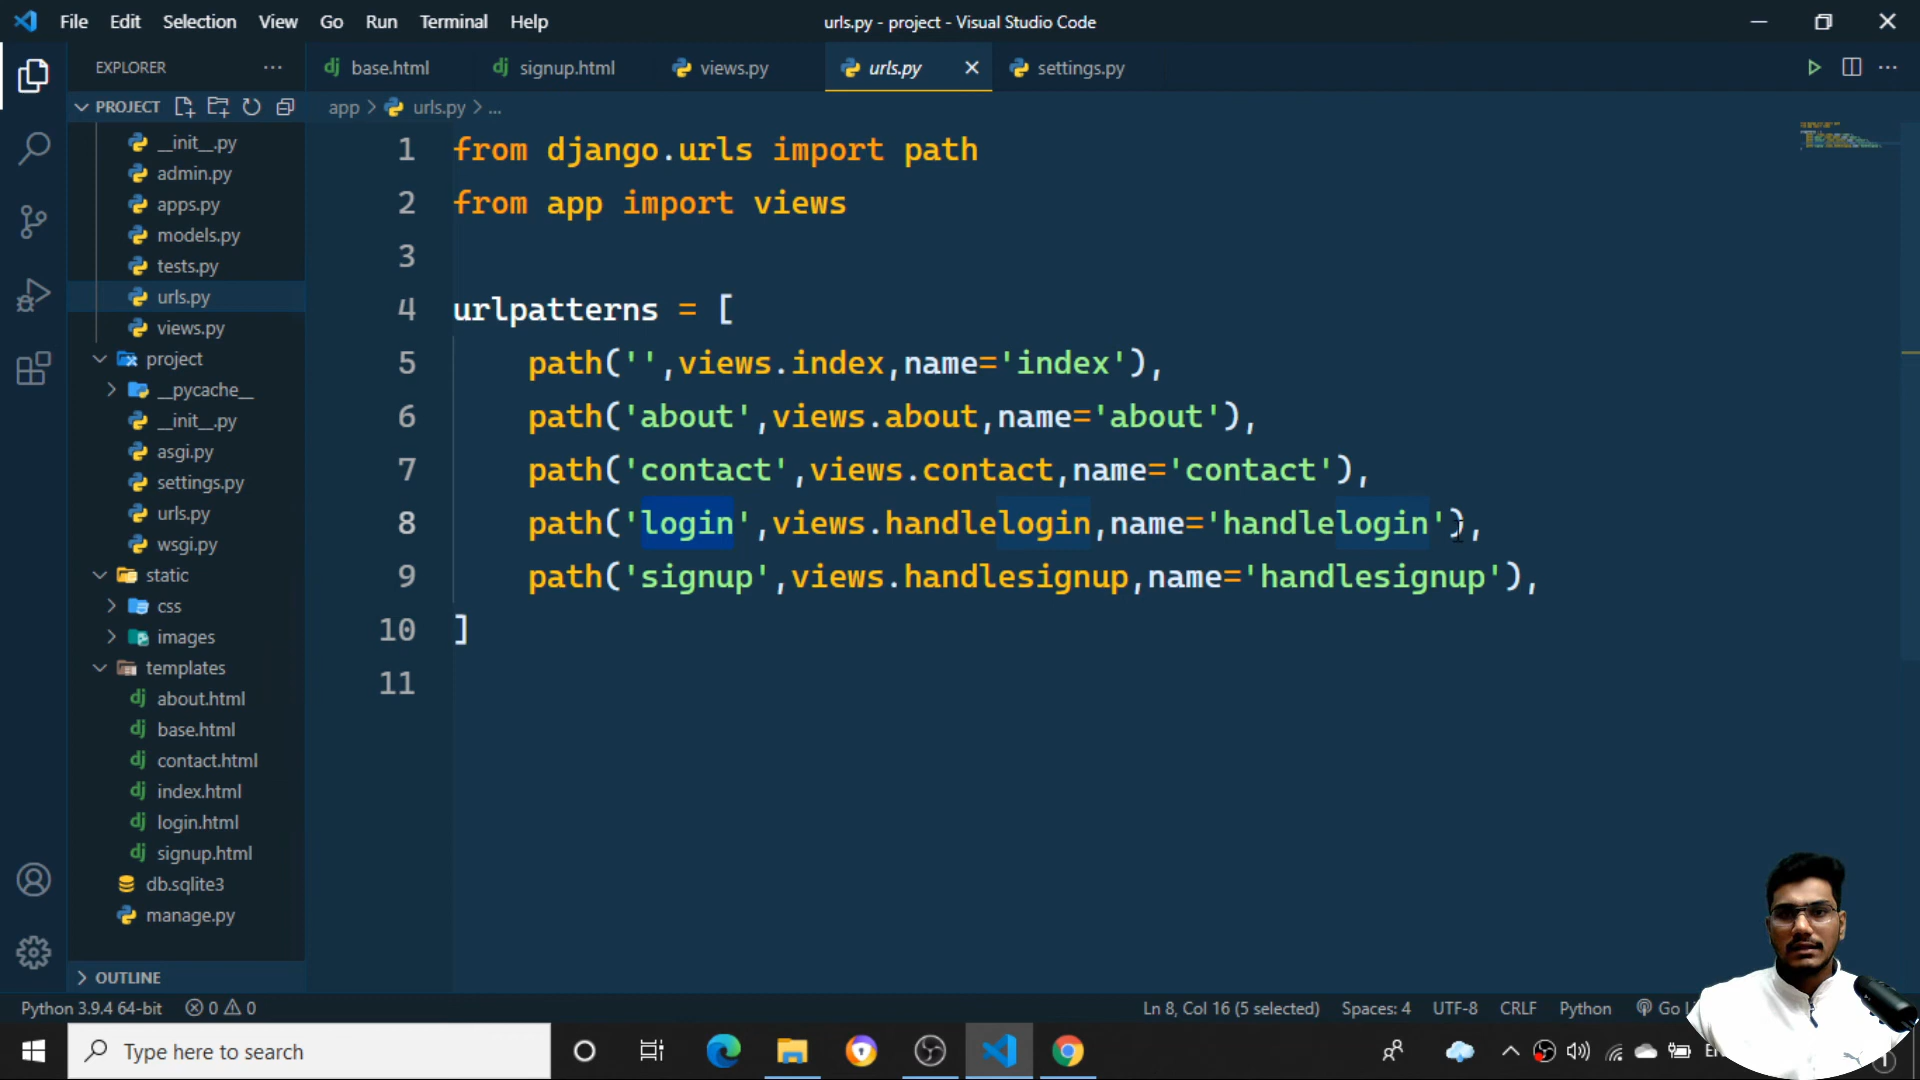 File Edit Selection View Go Run Terminal Help
urls.py - project - Visual Studio Code
EXPLORER
base.html signup.html views.py urls.py settings.py
PROJECT
app > urls.py > ...
__init__.py
admin.py
apps.py
models.py
tests.py
urls.py
views.py
project
__pycache__
__init__.py
asgi.py
settings.py
urls.py
wsgi.py
static
css
images
templates
about.html
base.html
contact.html
index.html
login.html
signup.html
db.sqlite3
manage.py
OUTLINE
1 from django.urls import path
2 from app import views
3
4 urlpatterns = [
5 path('',views.index,name='index'),
6 path('about',views.about,name='about'),
7 path('contact',views.contact,name='contact'),
8 path('login',views.handlelogin,name='handlelogin'),
9 path('signup',views.handlesignup,name='handlesignup'),
10 ]
11
Python 3.9.4 64-bit 0 0
Ln 8, Col 16 (5 selected) Spaces: 4 UTF-8 CRLF Python Go
Type here to search